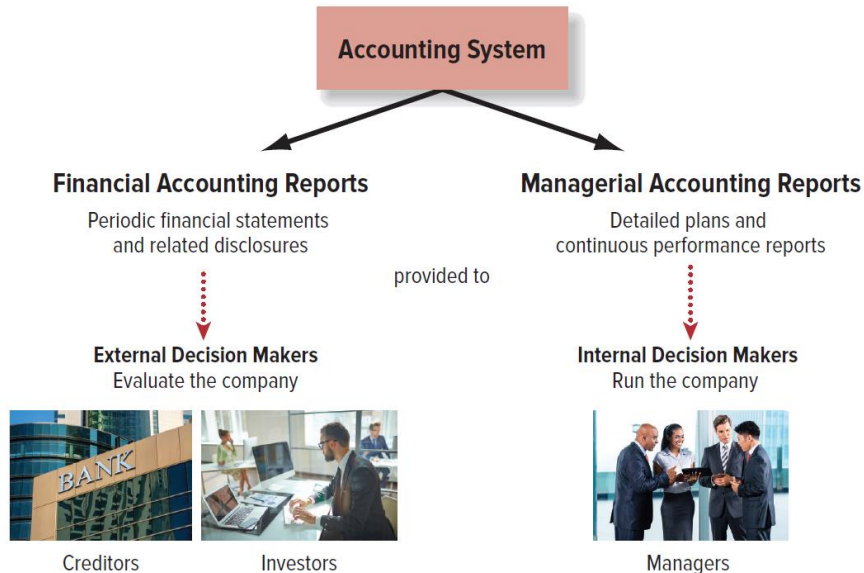 Accounting System
Financial Accounting Reports
Periodic financial statements
and related disclosures
Managerial Accounting Reports
Detailed plans and
continuous performance reports
provided to
External Decision Makers
Evaluate the company
Internal Decision Makers
Run the company
BANK
Creditors
Investors
Managers